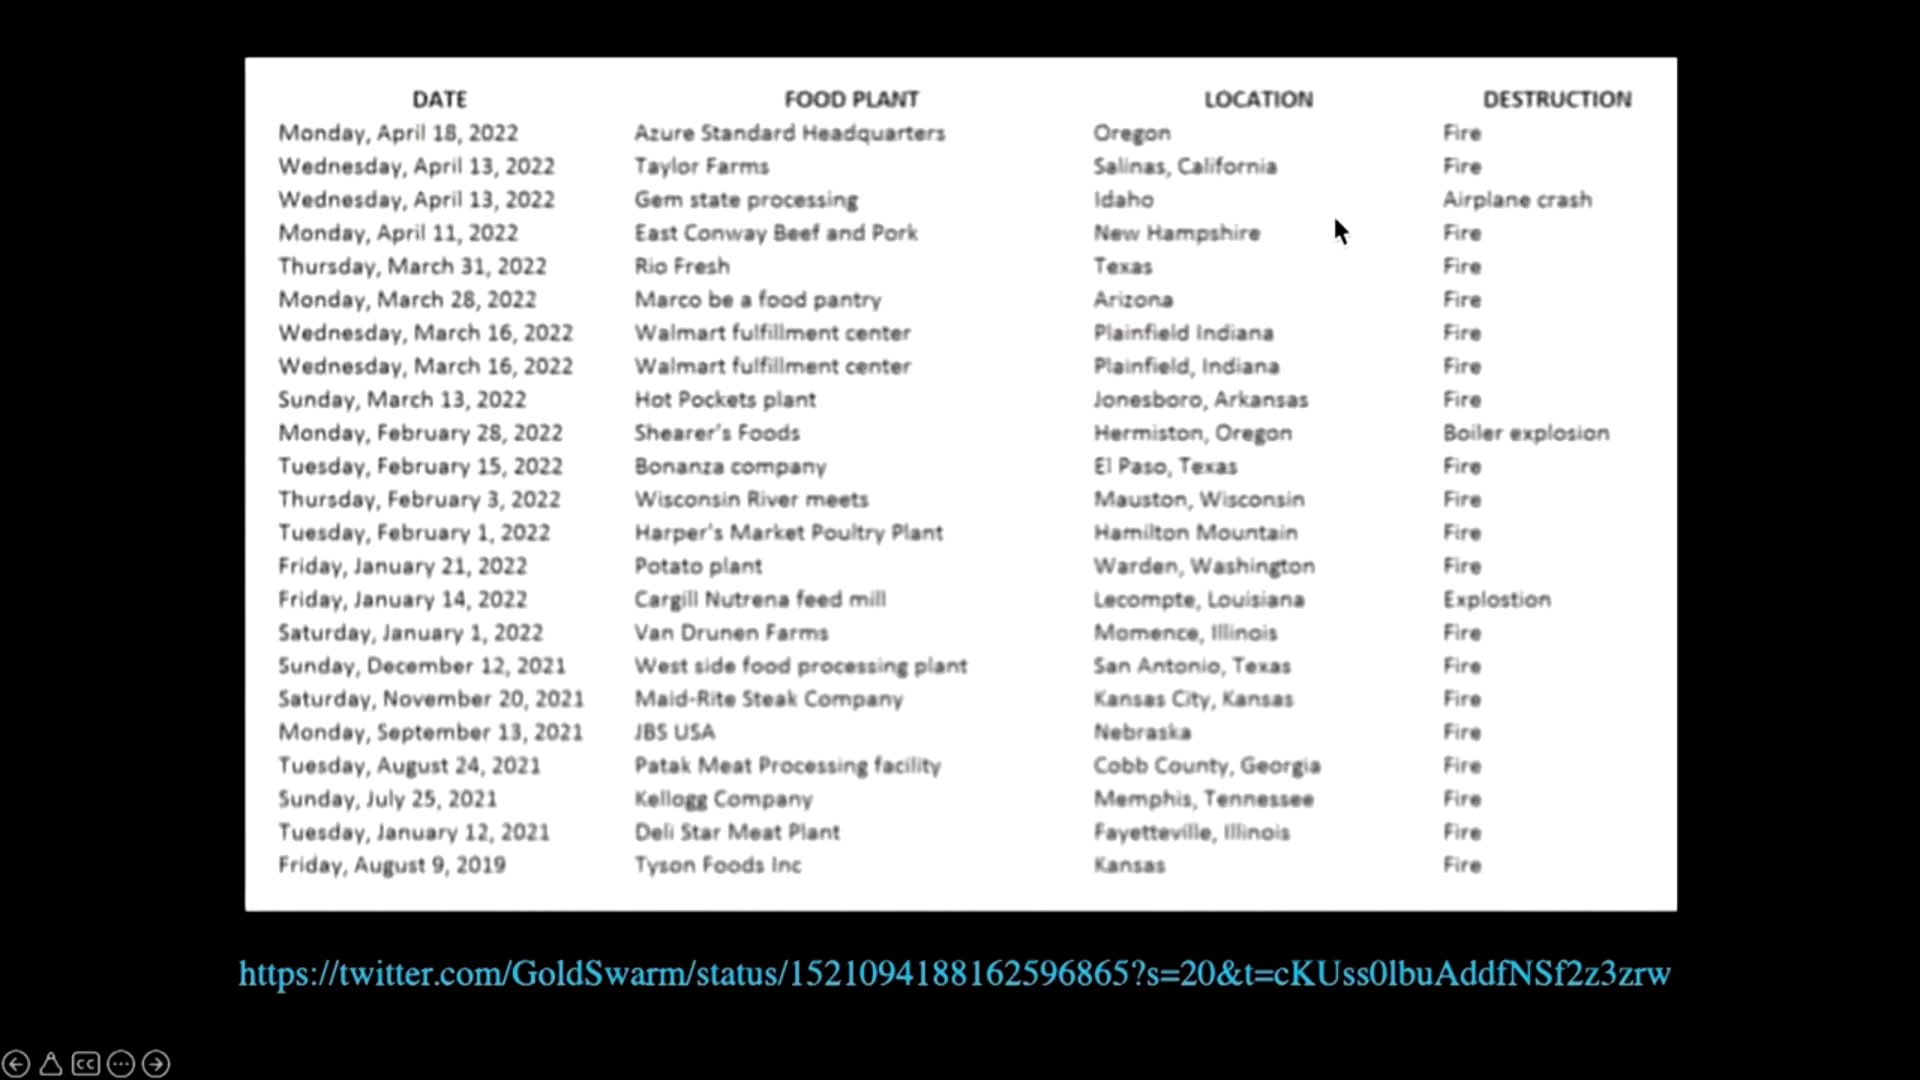 DATE FOOD PLANT LOCATION DESTRUCTION
Monday, April 18, 2022 Azure Standard Headquarters Oregon Fire
Wednesday, April 13, 2022 Taylor Farms Salinas, California Fire
Wednesday, April 13, 2022 Gem state processing Idaho Airplane crash
Monday, April 11, 2022 East Conway Beef and Pork New Hampshire Fire
Thursday, March 31, 2022 Rio Fresh Texas Fire
Monday, March 28, 2022 Marco be a food pantry Arizona Fire
Wednesday, March 16, 2022 Walmart fulfillment center Plainfield Indiana Fire
Wednesday, March 16, 2022 Walmart fulfillment center Plainfield, Indiana Fire
Sunday, March 13, 2022 Hot Pockets plant Jonesboro, Arkansas Fire
Monday, February 28, 2022 Shearer's Foods Hermiston, Oregon Boiler explosion
Tuesday, February 15, 2022 Bonanza company El Paso, Texas Fire
Thursday, February 3, 2022 Wisconsin River meets Mauston, Wisconsin Fire
Tuesday, February 1, 2022 Harper's Market Poultry Plant Hamilton Mountain Fire
Friday, January 21, 2022 Potato plant Warden, Washington Fire
Friday, January 14, 2022 Cargill Nutrena feed mill Lecompte, Louisiana Explostion
Saturday, January 1, 2022 Van Drunen Farms Momence, Illinois Fire
Sunday, December 12, 2021 West side food processing plant San Antonio, Texas Fire
Saturday, November 20, 2021 Maid-Rite Steak Company Kansas City, Kansas Fire
Monday, September 13, 2021 JBS USA Nebraska Fire
Tuesday, August 24, 2021 Patak Meat Processing facility Cobb County, Georgia Fire
Sunday, July 25, 2021 Kellogg Company Memphis, Tennessee Fire
Tuesday, January 12, 2021 Deli Star Meat Plant Fayetteville, Illinois Fire
Friday, August 9, 2019 Tyson Foods Inc Kansas Fire
https://twitter.com/GoldSwarm/status/1521094188162596865?s=20&t=cKUss0lbuAddfNSf2z3zrw
CC